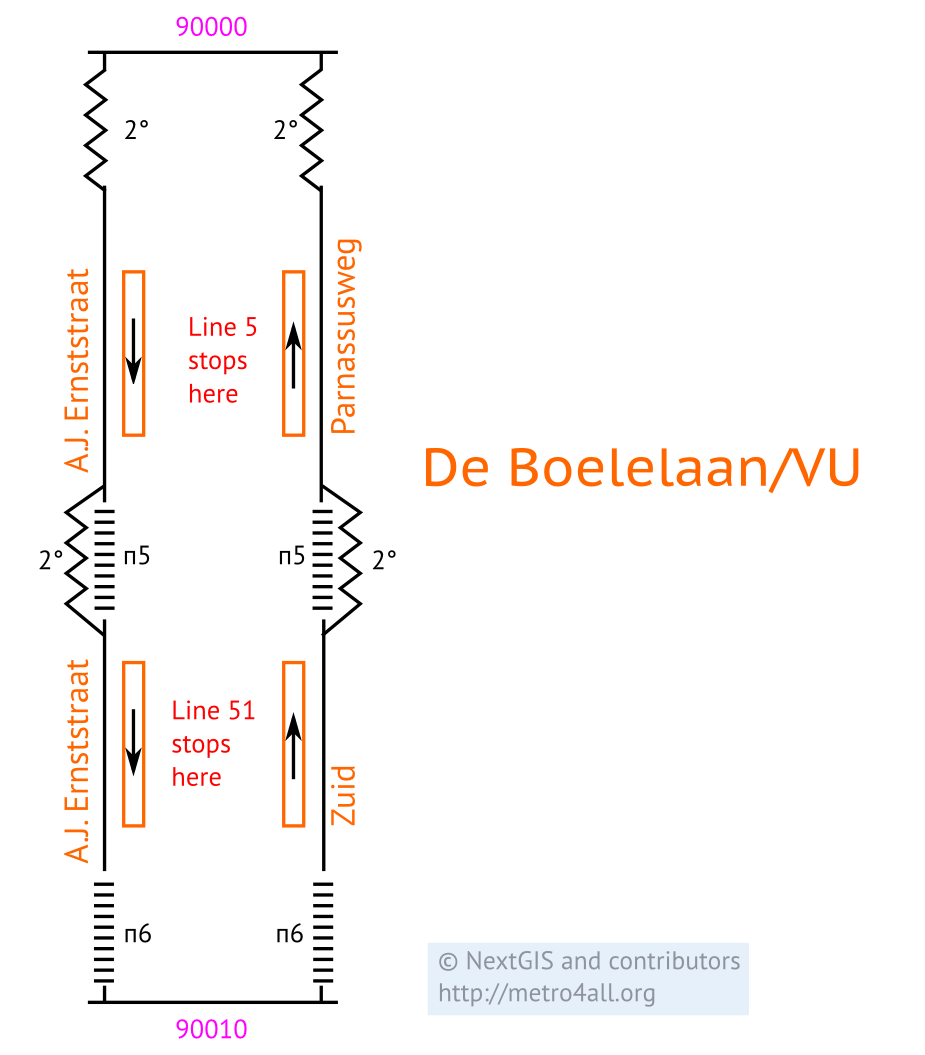 90000
2°
2°
A.J. Ernststraat
Line 5
stops
here
Parnassusweg
De Boelelaan/VU
2°
п5
п5
2°
A.J. Ernststraat
Line 51
stops
here
Zuid
п6
п6
© NextGIS and contributors
http://metro4all.org
90010